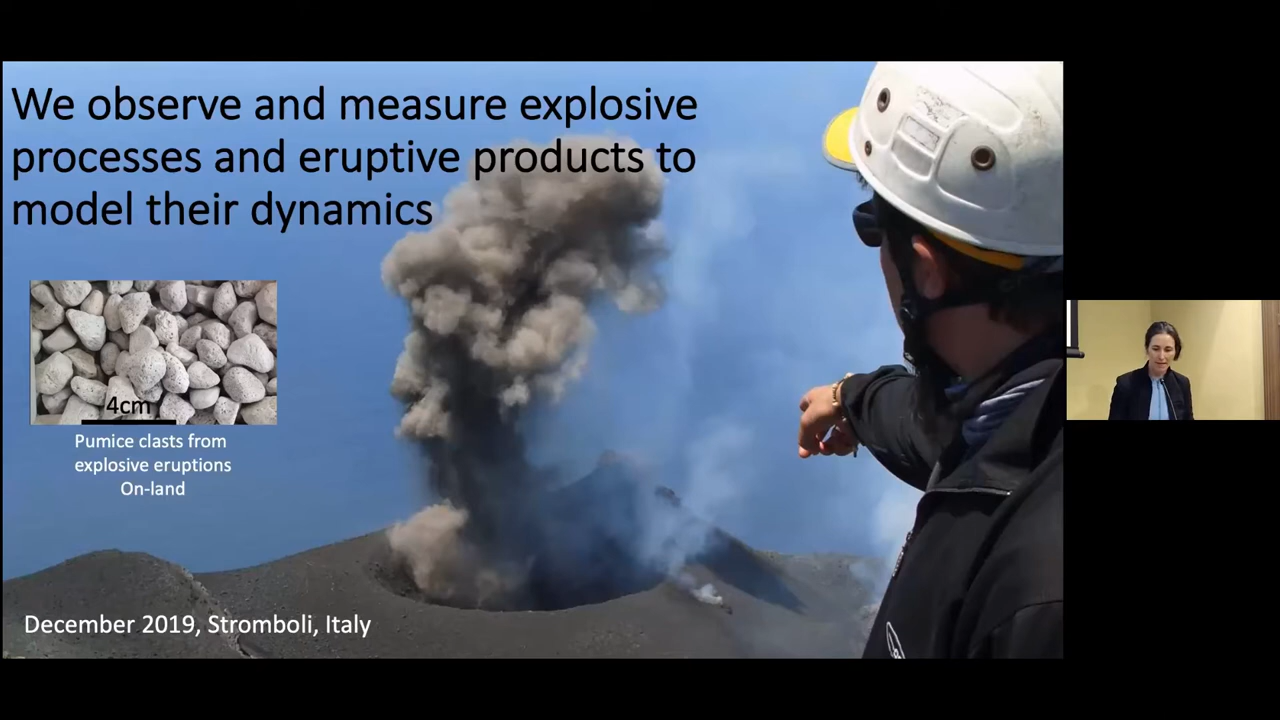 We observe and measure explosive
processes and eruptive products to
model their dynamics
4cm
Pumice clasts from
explosive eruptions
On-land
December 2019, Stromboli, Italy